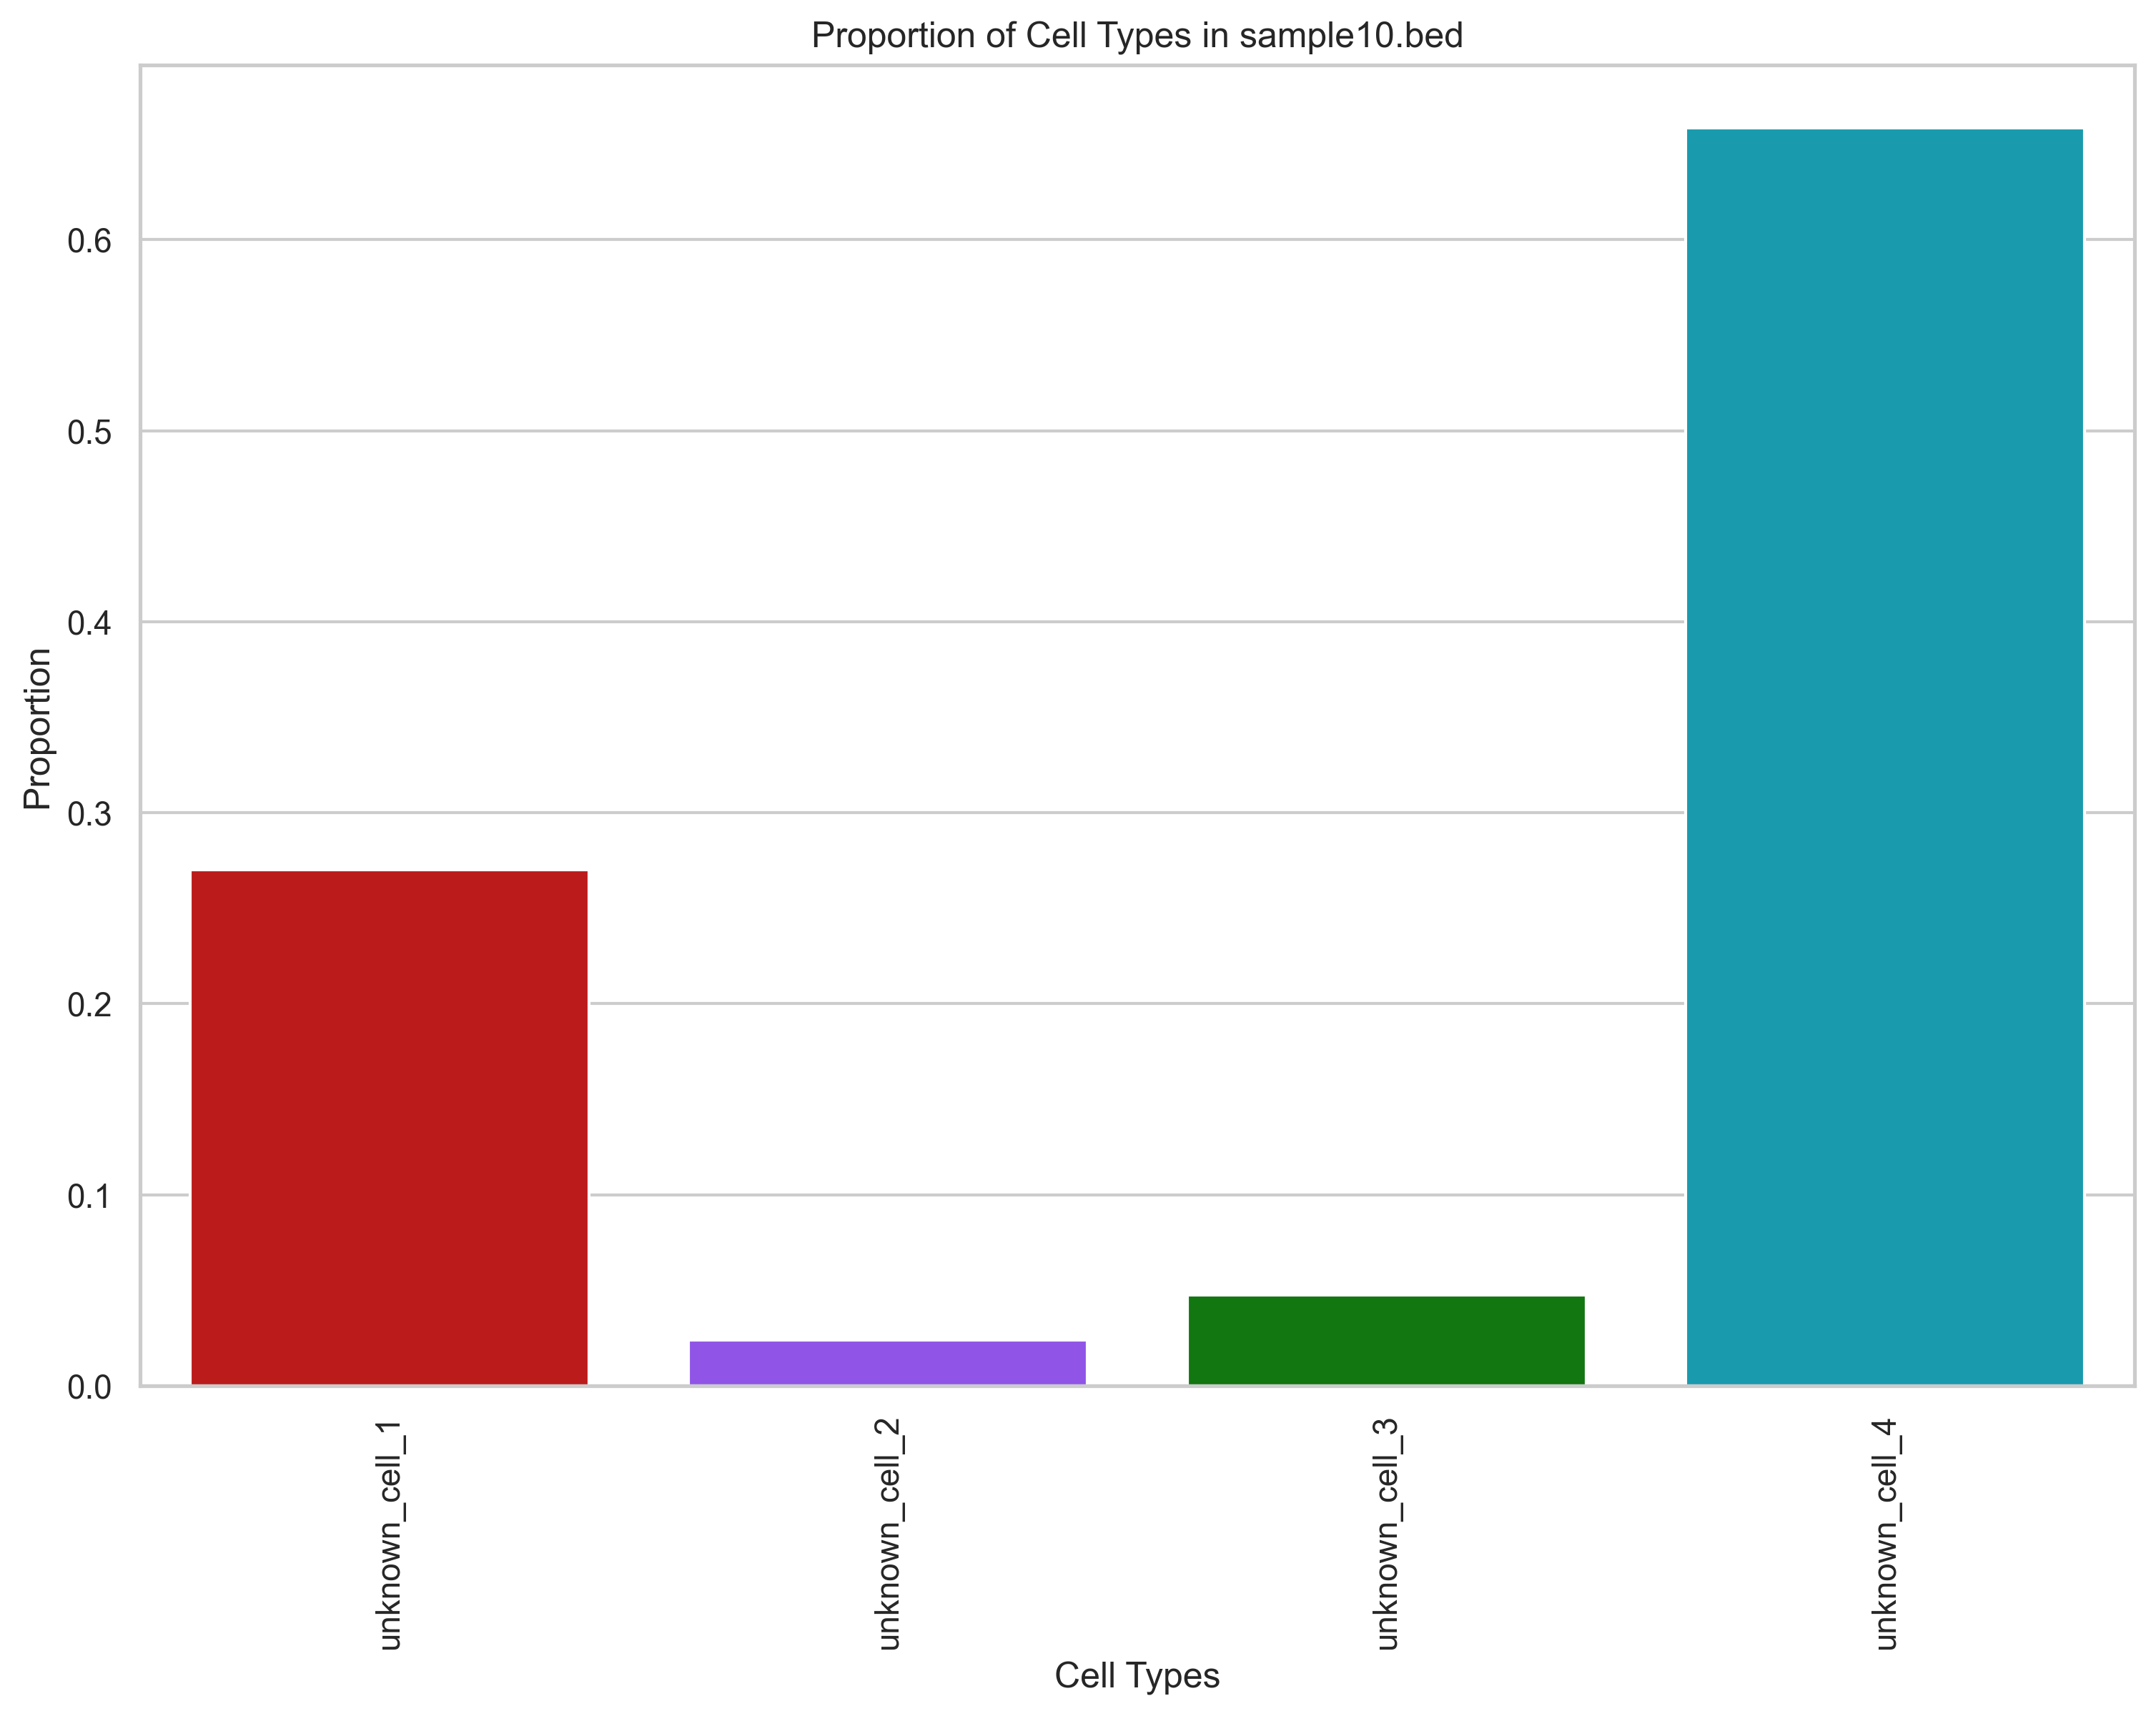 Proportion of Cell Types in sample10.bed
Proportion
0.6
0.5
0.4
0.3
0.2
0.1
0.0
unknown_cell_1
unknown_cell_2
unknown_cell_3
unknown_cell_4
Cell Types